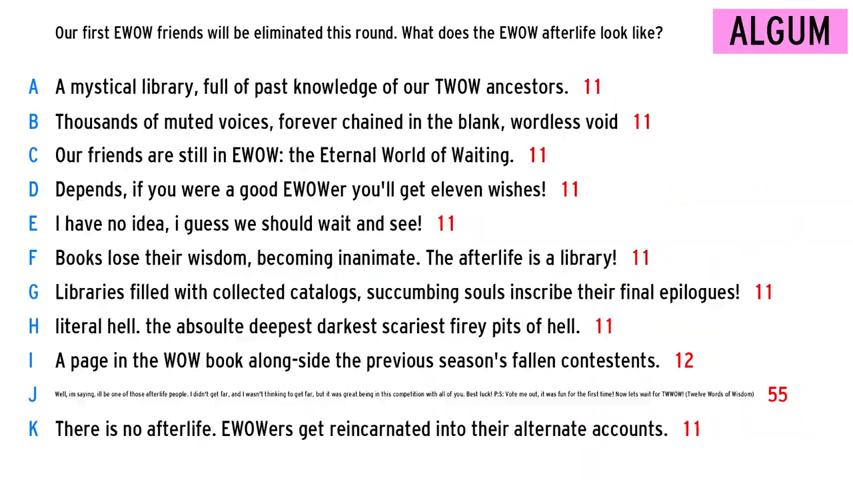 Our first EWOW friends will be eliminated this round. What does the EWOW afterlife look like?
ALGUM
A A mystical library, full of past knowledge of our TWOW ancestors. 11
B Thousands of muted voices, forever chained in the blank, wordless void 11
C Our friends are still in EWOW: the Eternal World of Waiting. 11
D Depends, if you were a good EWOWer you'll get eleven wishes! 11
E I have no idea, i guess we should wait and see! 11
F Books lose their wisdom, becoming inanimate. The afterlife is a library! 11
G Libraries filled with collected catalogs, succumbing souls inscribe their final epilogues! 11
H literal hell. the absoulte deepest darkest scariest firey pits of hell. 11
I A page in the WOW book along-side the previous season's fallen contestents. 12
J Well, im saying, ill be one of those afterlife people. I didn't get far, and I wasn't thinking to get far, but it was great being in this competition with all of you. Best luck! P.S: Vote me out, it was fun for the first time! Now lets wait for TWWOW! (Twelve Words of Wisdom) 55
K There is no afterlife. EWOWers get reincarnated into their alternate accounts. 11